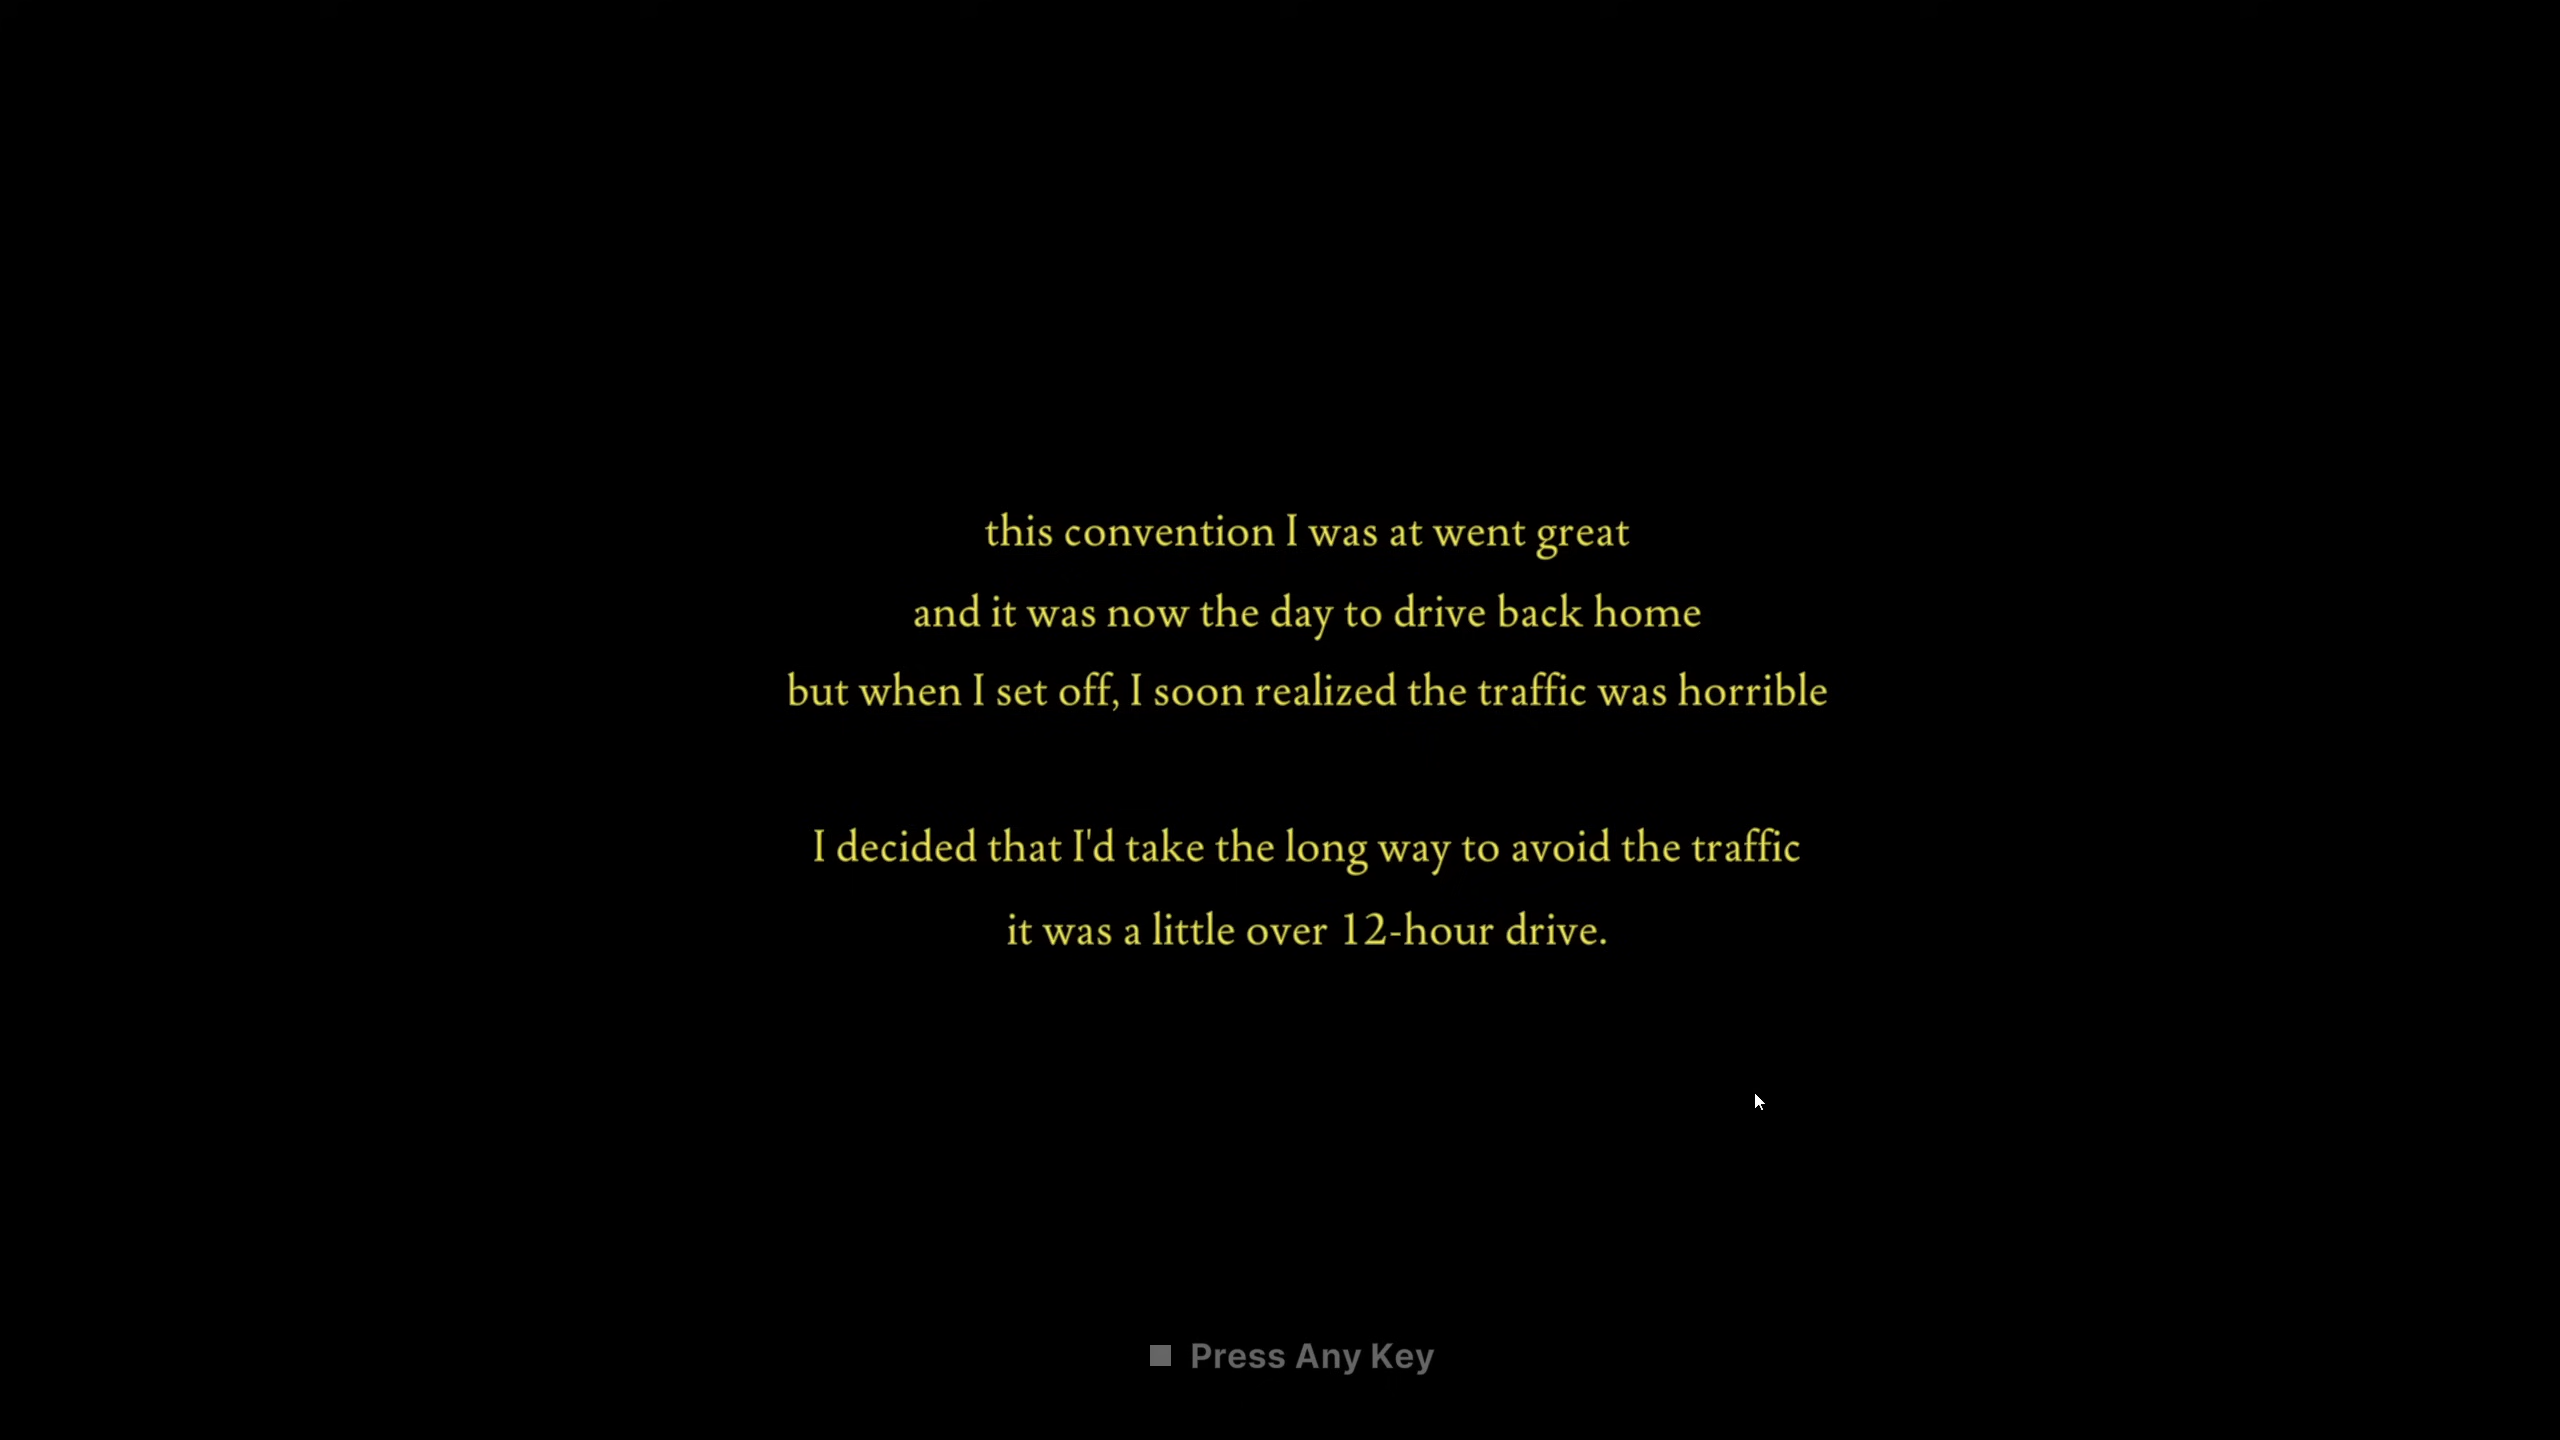 this convention I was at went great
and it was now the day to drive back home
but when I set off, I soon realized the traffic was horrible
I decided that I'd take the long way to avoid the traffic
it was a little over 12-hour drive.
Press Any Key